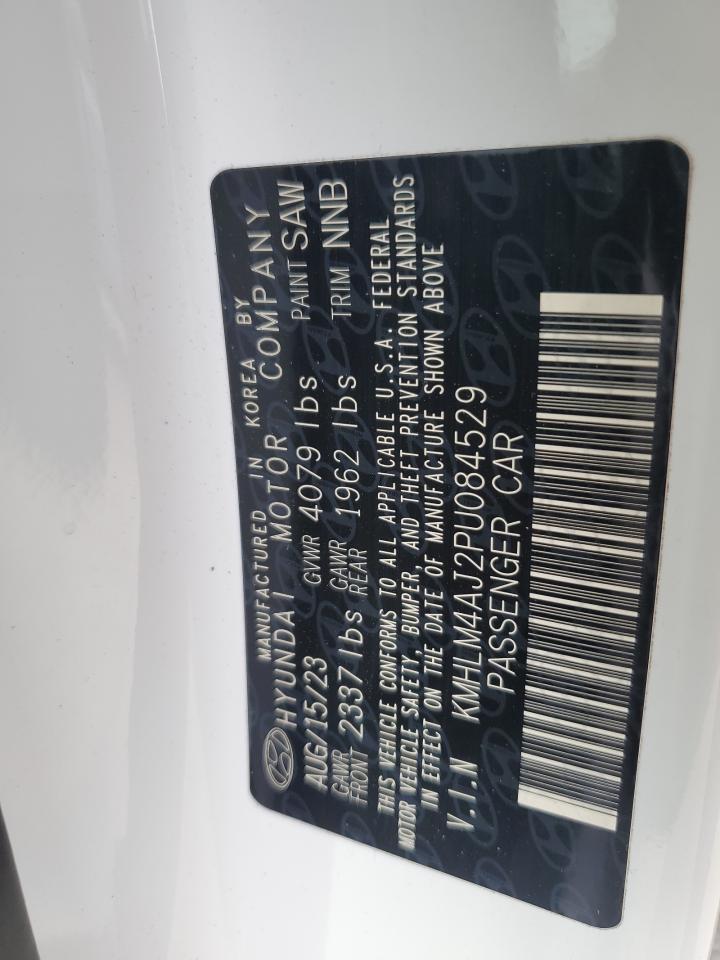 MANUFACTURED IN KOREA BY
HYUNDAI MOTOR COMPANY
AUG/15/23 GVWR 4079 lbs PAINT SAW
GAWR FRONT 2337 lbs GAWR REAR 1962 lbs TRIM NNB
THIS VEHICLE CONFORMS TO ALL APPLICABLE U.S.A. FEDERAL
MOTOR VEHICLE SAFETY, BUMPER, AND THEFT PREVENTION STANDARDS
IN EFFECT ON THE DATE OF MANUFACTURE SHOWN ABOVE
V.I.N KMHLM4AJ2PU084529
PASSENGER CAR